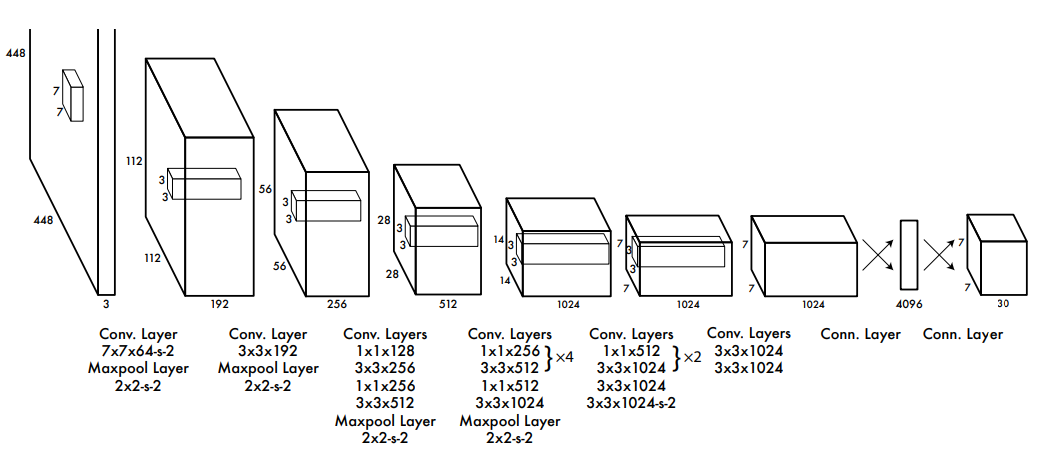 448
448
7
7
3
112
112
3
3
192
56
56
3
3
256
28
28
3
3
512
14
14
3
3
1024
7
7
3
3
1024
7
7
1024
4096
7
7
30
Conv. Layer
7x7x64-s-2
Maxpool Layer
2x2-s-2
Conv. Layer
3x3x192
Maxpool Layer
2x2-s-2
Conv. Layers
1x1x128
3x3x256
1x1x256
3x3x512
Maxpool Layer
2x2-s-2
Conv. Layers
1x1x256
3x3x512
}×4
1x1x512
3x3x1024
Maxpool Layer
2x2-s-2
Conv. Layers
1x1x512
3x3x1024
}×2
3x3x1024
3x3x1024-s-2
Conv. Layers
3x3x1024
3x3x1024
Conn. Layer
Conn. Layer